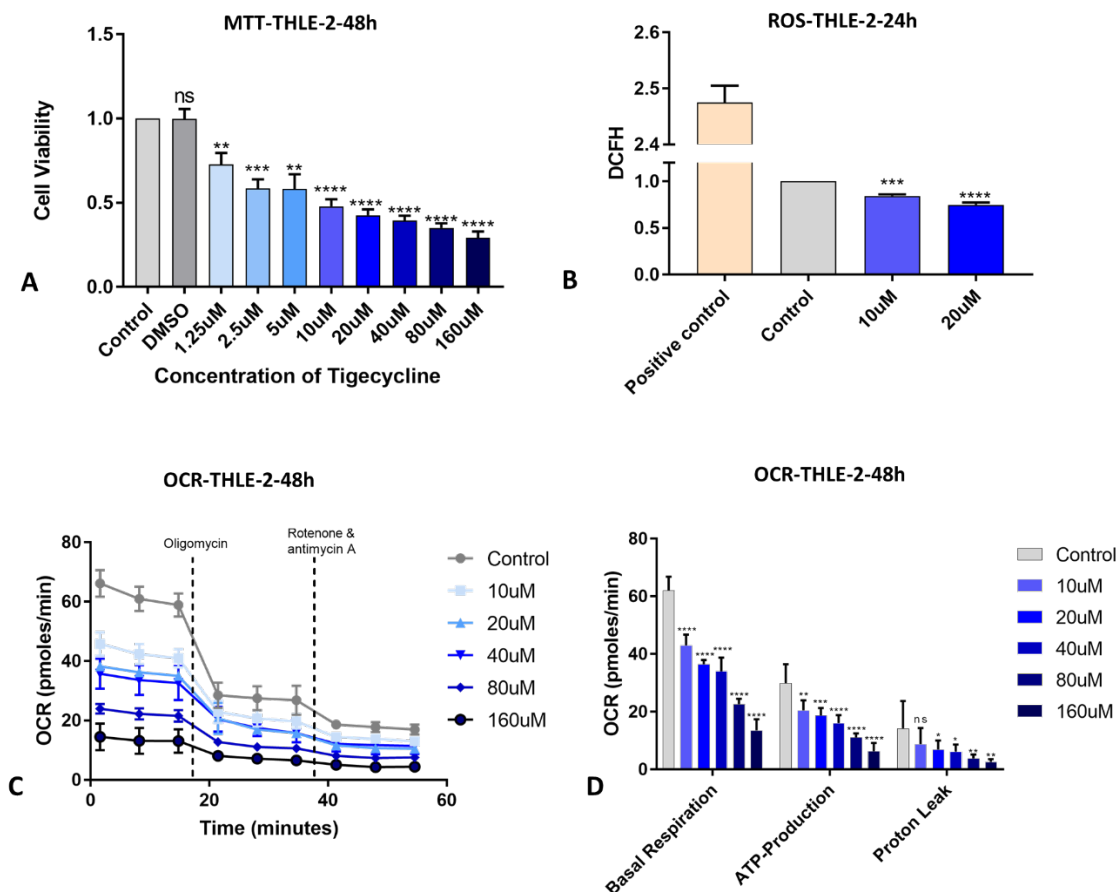 MTT-THLE-2-48h
Cell Viability
1.5
1.0
0.5
0.0
ns
**
***
**
****
****
****
****
****
Control
DMSO
1.25uM
2.5uM
5uM
10uM
20uM
40uM
80uM
160uM
Concentration of Tigecycline
A
ROS-THLE-2-24h
DCFH
2.6
2.5
2.4
1.0
0.5
0.0
***
****
Positive control
Control
10uM
20uM
B
OCR-THLE-2-48h
Oligomycin
Rotenone &
antimycin A
OCR (pmoles/min)
80
60
40
20
0
0
20
40
60
Time (minutes)
Control
10uM
20uM
40uM
80uM
160uM
C
OCR-THLE-2-48h
OCR (pmoles/min)
80
60
40
20
0
****
****
****
****
****
**
***
****
****
****
ns
*
*
**
**
Basal Respiration
ATP-Production
Proton Leak
Control
10uM
20uM
40uM
80uM
160uM
D